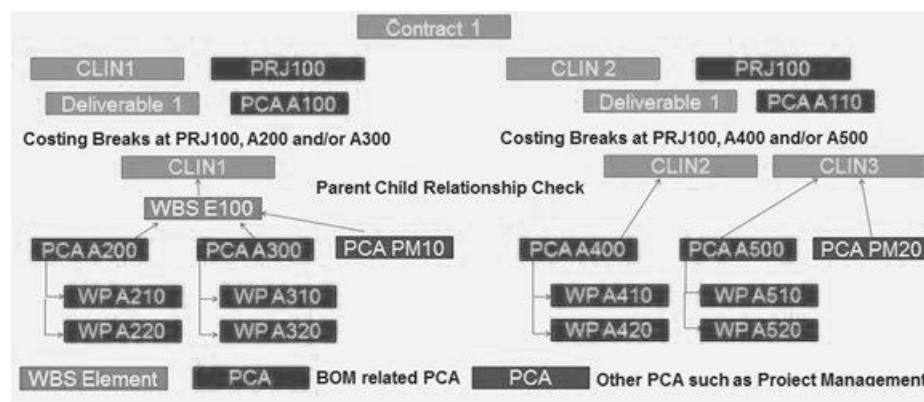 Contract 1
CLIN1 PRJ100 CLIN 2 PRJ100
Deliverable 1 PCA A100 Deliverable 1 PCA A110
Costing Breaks at PRJ100, A200 and/or A300 Costing Breaks at PRJ100, A400 and/or A500
CLIN1 CLIN2 CLIN3
Parent Child Relationship Check
WBS E100
PCA A200 PCA A300 PCA PM10 PCA A400 PCA A500 PCA PM20
WP A210 WP A310 WP A410 WP A510
WP A220 WP A320 WP A420 WP A520
WBS Element PCA BOM related PCA PCA Other PCA such as Project Management